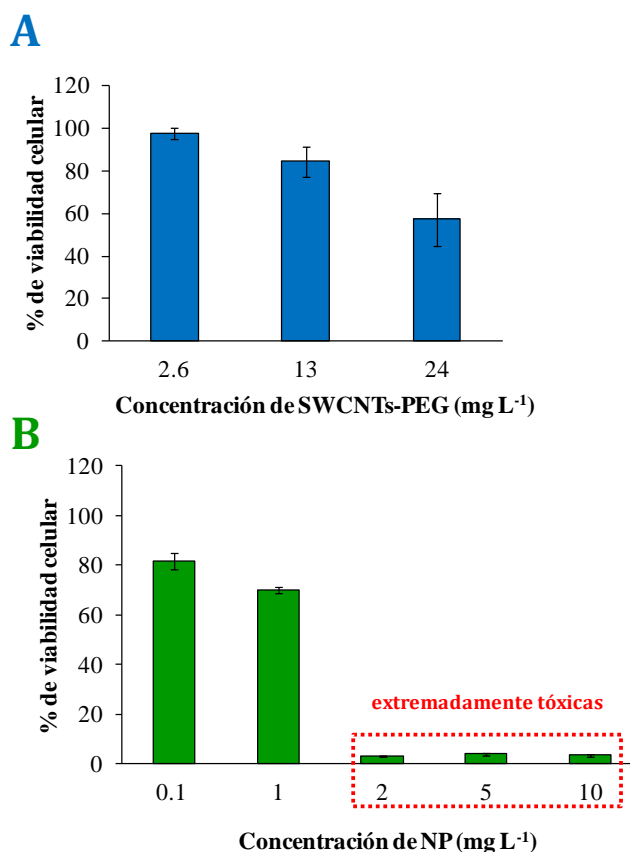 A
% de viabilidad celular
120
100
80
60
40
20
0
2.6 13 24
Concentración de SWCNTs-PEG (mg L⁻¹)
B
% de viabilidad celular
120
100
80
60
40
20
0
extremadamente tóxicas
0.1 1 2 5 10
Concentración de NP (mg L⁻¹)